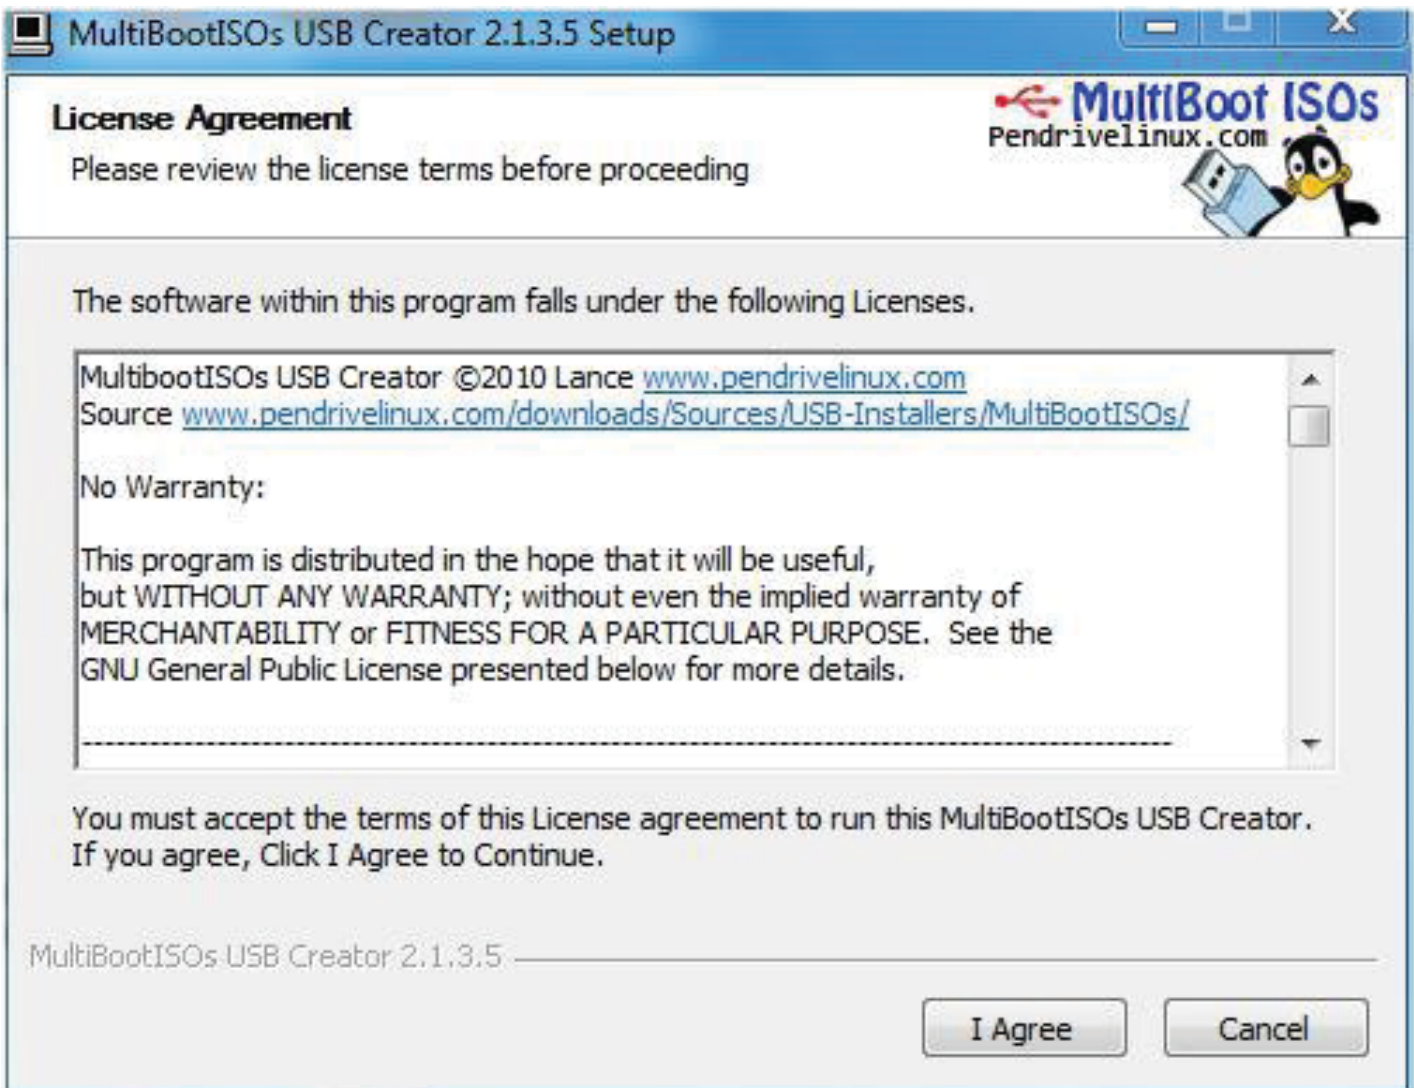 MultiBootISOs USB Creator 2.1.3.5 Setup
License Agreement
Please review the license terms before proceeding
MultiBoot ISOs
Pendrivelinux.com
The software within this program falls under the following Licenses.
MultibootISOs USB Creator ©2010 Lance www.pendrivelinux.com
Source www.pendrivelinux.com/downloads/Sources/USB-Installers/MultiBootISOs/
No Warranty:
This program is distributed in the hope that it will be useful,
but WITHOUT ANY WARRANTY; without even the implied warranty of
MERCHANTABILITY or FITNESS FOR A PARTICULAR PURPOSE.  See the
GNU General Public License presented below for more details.
------------------------------------------------------------------------------------------
You must accept the terms of this License agreement to run this MultiBootISOs USB Creator.
If you agree, Click I Agree to Continue.
MultiBootISOs USB Creator 2.1.3.5
I Agree
Cancel